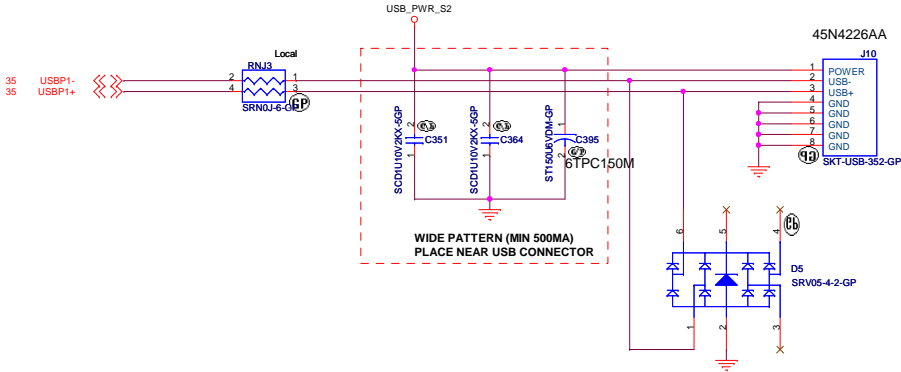 USB_PWR_S2
45N4226AA
Local
RNJ3
J10
35 USBP1-
35 USBP1+
2
1
4
3
SRN0J-6-GP
1 POWER
2 USB-
3 USB+
4 GND
5 GND
6 GND
7 GND
8 GND
SKT-USB-352-GP
2
C351
1
SCD1U10V2KX-5GP
2
C364
1
SCD1U10V2KX-5GP
1
C395
2
ST150U6VDM-GP
6TPC150M
WIDE PATTERN (MIN 500MA)
PLACE NEAR USB CONNECTOR
6
5
4
D5
SRV05-4-2-GP
1
2
3